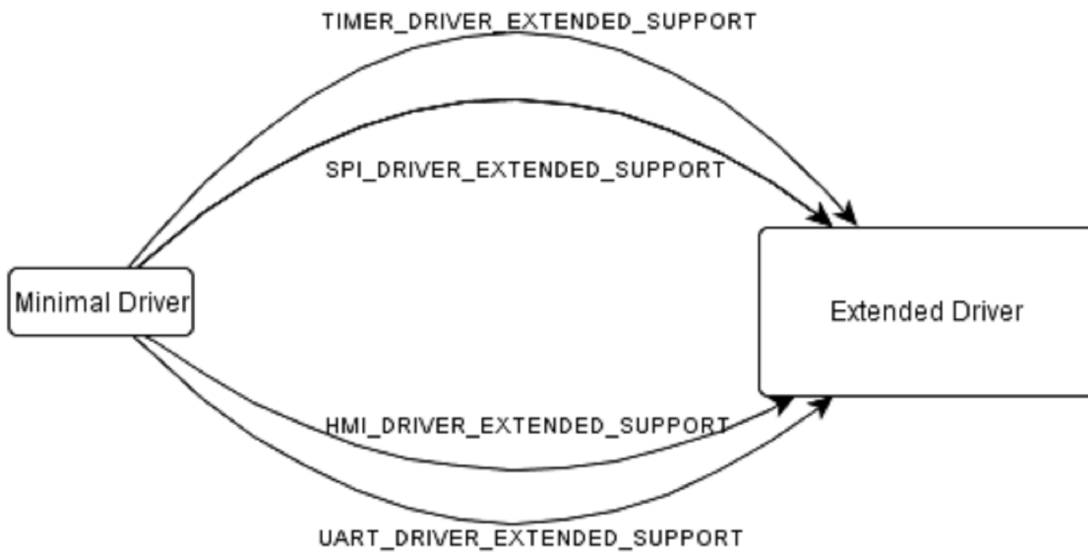 TIMER_DRIVER_EXTENDED_SUPPORT
SPI_DRIVER_EXTENDED_SUPPORT
Minimal Driver
Extended Driver
HMI_DRIVER_EXTENDED_SUPPORT
UART_DRIVER_EXTENDED_SUPPORT